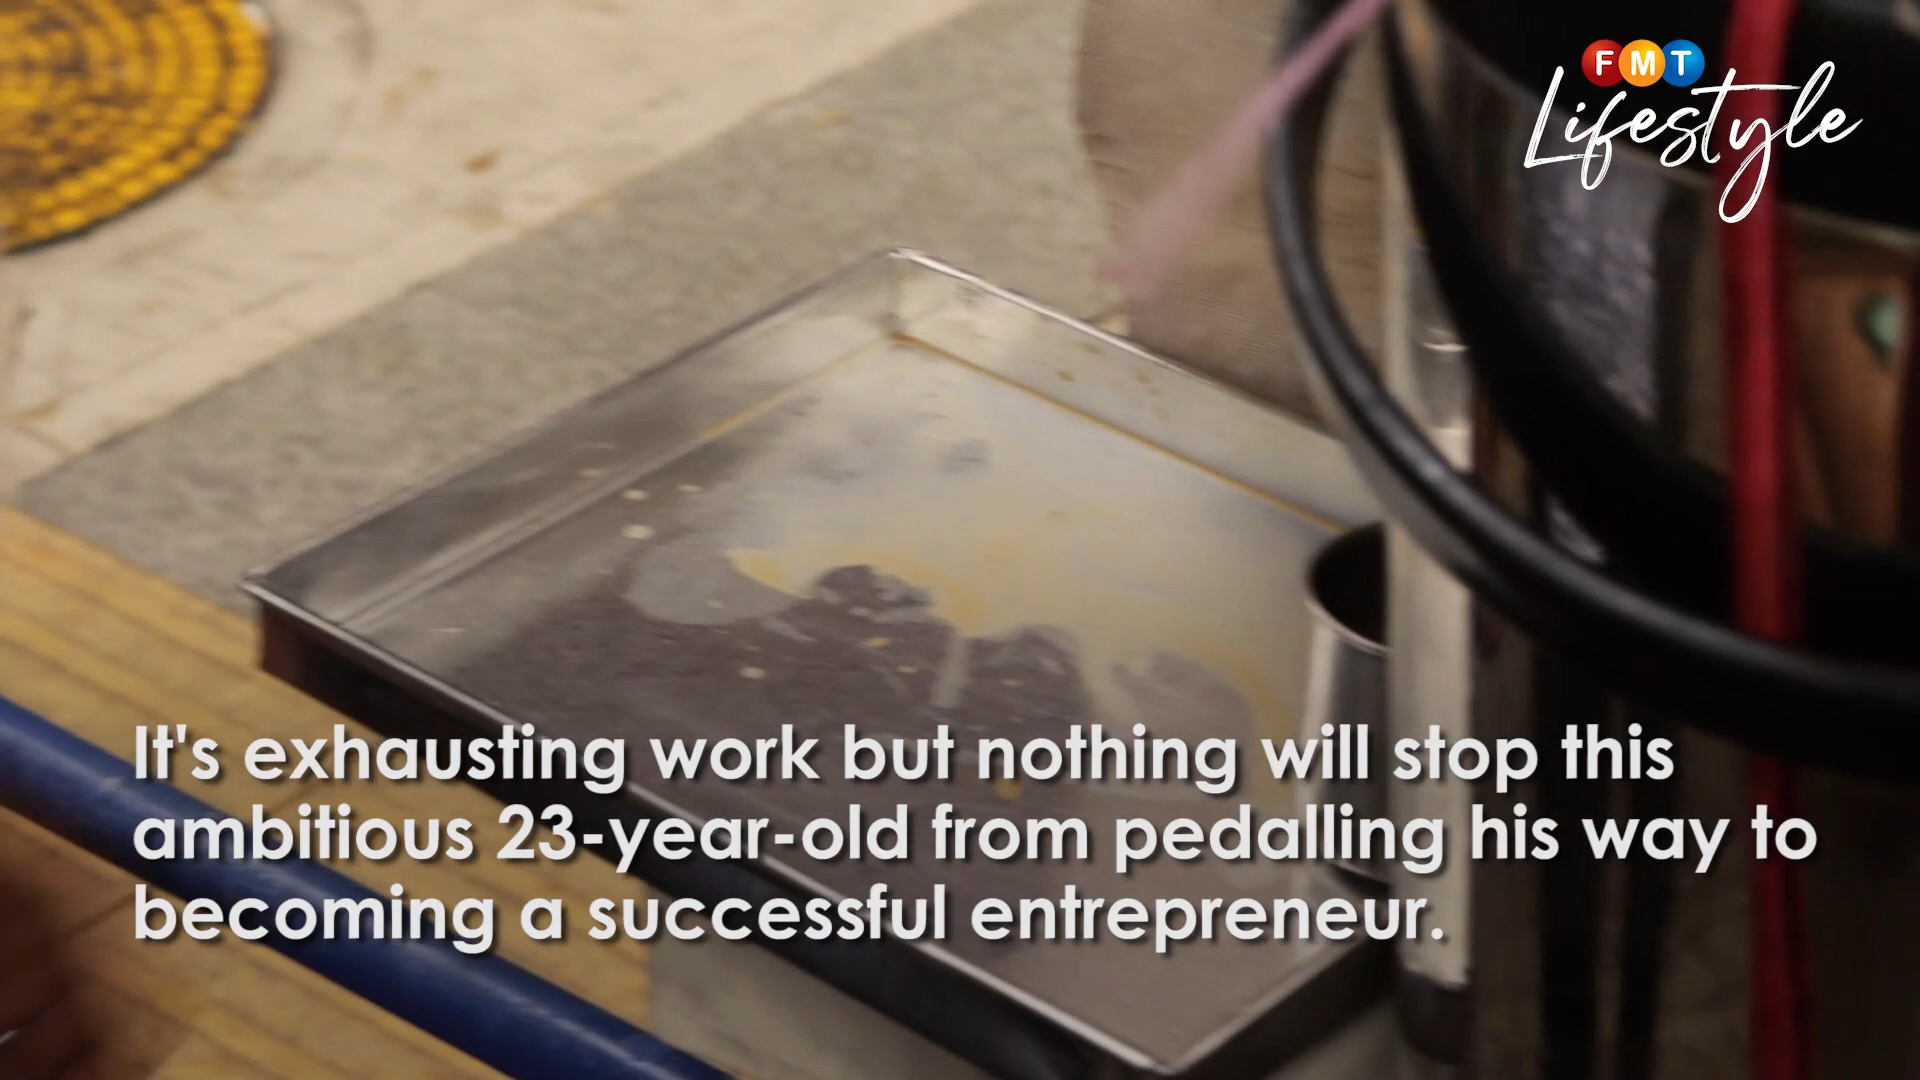 FMT
Lifestyle
It's exhausting work but nothing will stop this
ambitious 23-year-old from pedalling his way to
becoming a successful entrepreneur.